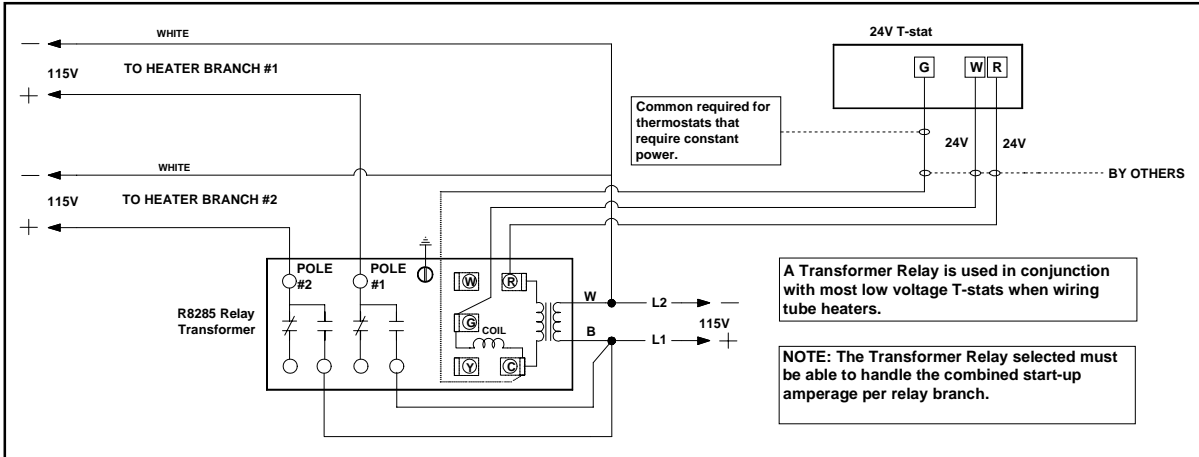 WHITE
24V T-stat
−
115V
TO HEATER BRANCH #1
+
G
W
R
Common required for
thermostats that
require constant
power.
24V
24V
WHITE
−
115V
TO HEATER BRANCH #2
+
BY OTHERS
POLE
#2
POLE
#1
W
R
G
COIL
Y
C
R8285 Relay
Transformer
W
L2
−
115V
B
L1
+
A Transformer Relay is used in conjunction
with most low voltage T-stats when wiring
tube heaters.
NOTE: The Transformer Relay selected must
be able to handle the combined start-up
amperage per relay branch.